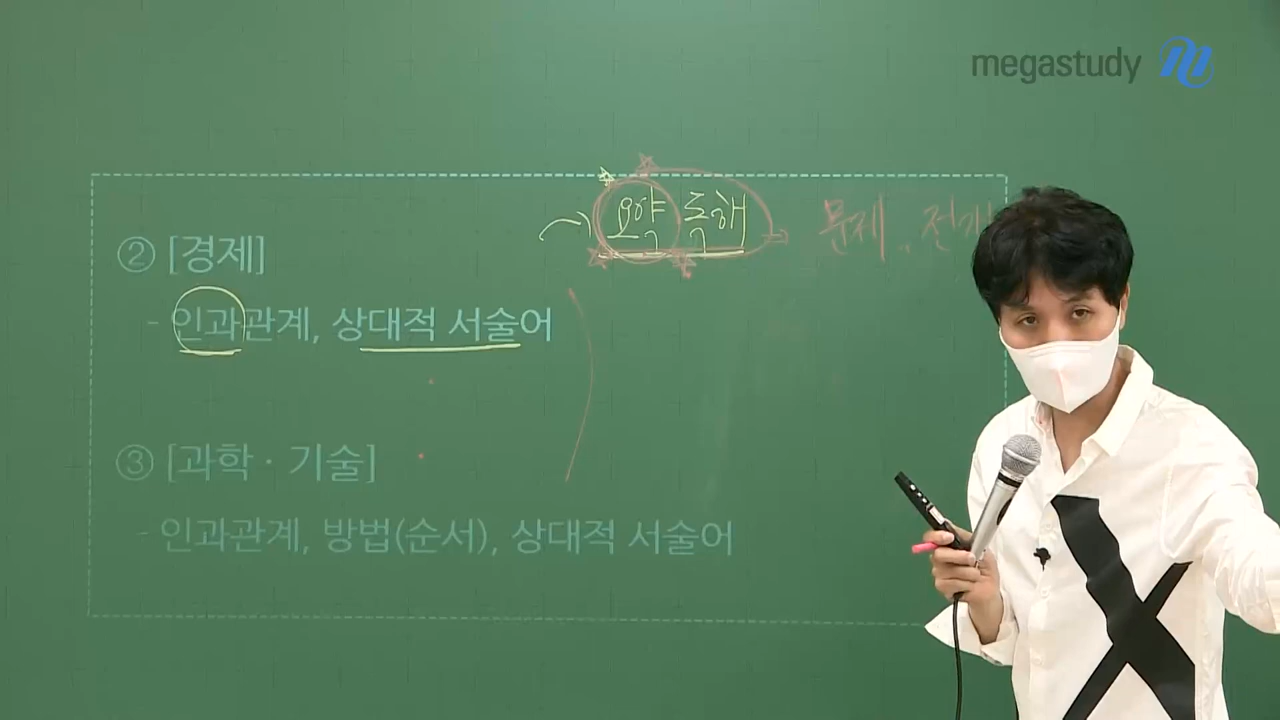 megastudy
요약 독해 문제, 전개
② [경제]
- 인과관계, 상대적 서술어
③ [과학 · 기술]
- 인과관계, 방법(순서), 상대적 서술어